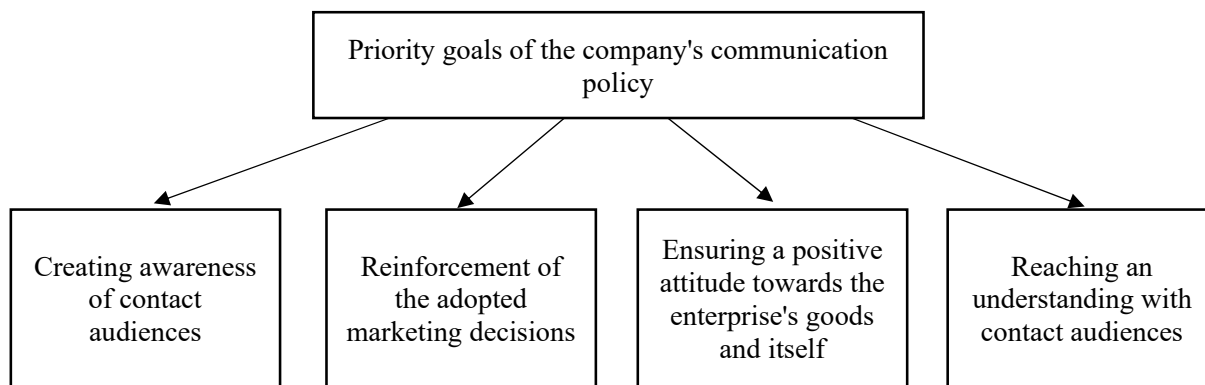 Priority goals of the company's communication
policy
Creating awareness
of contact
audiences
Reinforcement of
the adopted
marketing decisions
Ensuring a positive
attitude towards the
enterprise's goods
and itself
Reaching an
understanding with
contact audiences